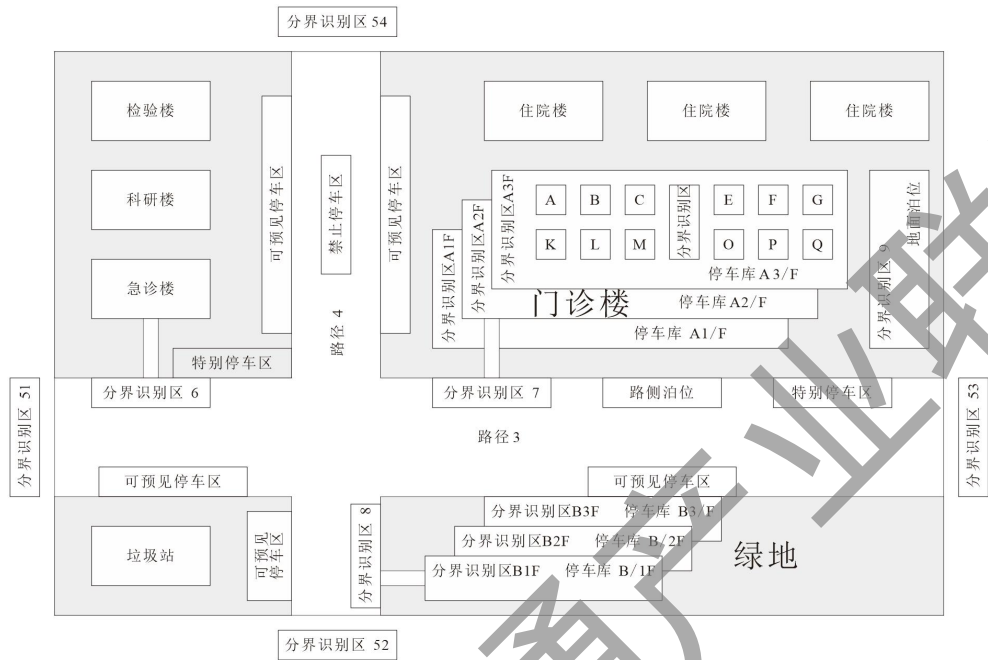 分界识别区 54
检验楼
科研楼
急诊楼
可预见停车区
禁止停车区
可预见停车区
路径 4
特别停车区
住院楼
住院楼
住院楼
分界识别区A1F
分界识别区A2F
分界识别区A3F
A
B
C
分界识别区
E
F
G
K
L
M
O
P
Q
停车库 A3/F
门诊楼
停车库 A2/F
停车库 A1/F
分界识别区 9
地面泊位
分界识别区 51
分界识别区 6
分界识别区 7
路侧泊位
特别停车区
分界识别区 53
路径3
可预见停车区
可预见停车区
垃圾站
可预见
停车区
分界识别区 8
分界识别区B3F
停车库 B3/F
分界识别区B2F
停车库 B/2F
分界识别区B1F
停车库 B/1F
绿地
分界识别区 52
通产业联